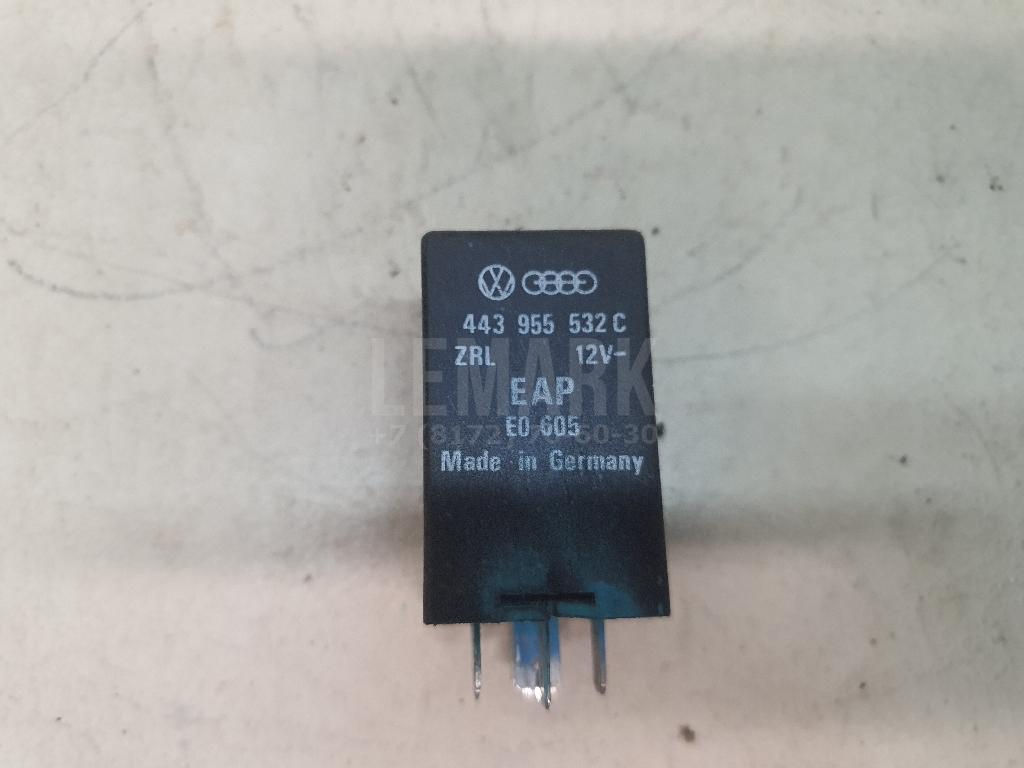 443 955 532 C
ZRL 12V-
EAP
E0 605
Made in Germany
LEMARK